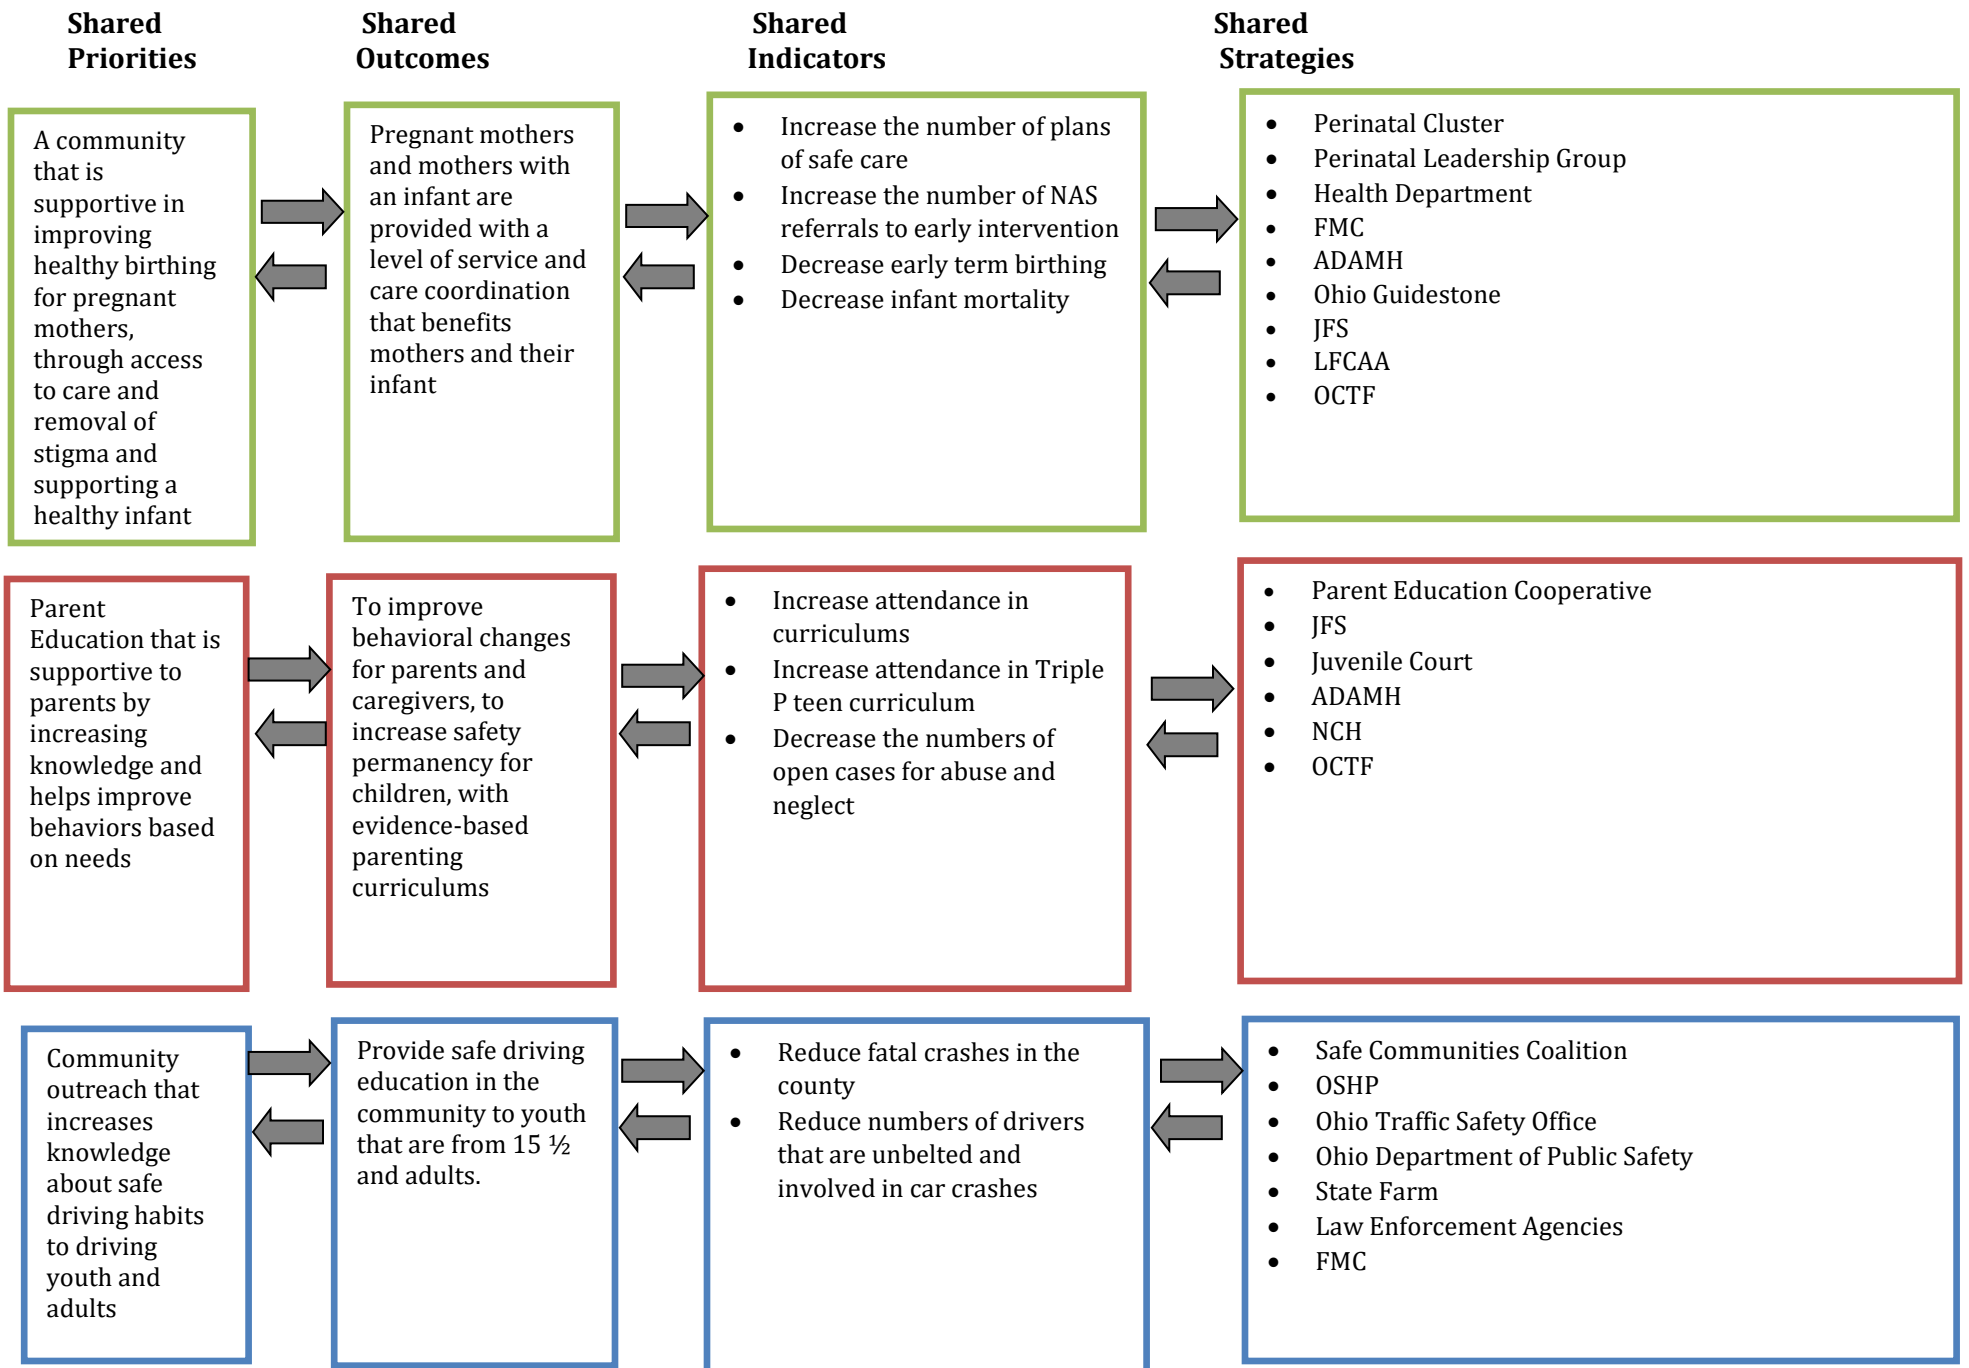 Shared
Priorities
Shared
Outcomes
Shared
Indicators
Shared
Strategies
A community
that is
supportive in
improving
healthy birthing
for pregnant
mothers,
through access
to care and
removal of
stigma and
supporting a
healthy infant
Pregnant mothers
and mothers with
an infant are
provided with a
level of service and
care coordination
that benefits
mothers and their
infant
• Increase the number of plans
of safe care
• Increase the number of NAS
referrals to early intervention
• Decrease early term birthing
• Decrease infant mortality
• Perinatal Cluster
• Perinatal Leadership Group
• Health Department
• FMC
• ADAMH
• Ohio Guidestone
• JFS
• LFCAA
• OCTF
Parent
Education that is
supportive to
parents by
increasing
knowledge and
helps improve
behaviors based
on needs
To improve
behavioral changes
for parents and
caregivers, to
increase safety
permanency for
children, with
evidence-based
parenting
curriculums
• Increase attendance in
curriculums
• Increase attendance in Triple
P teen curriculum
• Decrease the numbers of
open cases for abuse and
neglect
• Parent Education Cooperative
• JFS
• Juvenile Court
• ADAMH
• NCH
• OCTF
Community
outreach that
increases
knowledge
about safe
driving habits
to driving
youth and
adults
Provide safe driving
education in the
community to youth
that are from 15 ½
and adults.
• Reduce fatal crashes in the
county
• Reduce numbers of drivers
that are unbelted and
involved in car crashes
• Safe Communities Coalition
• OSHP
• Ohio Traffic Safety Office
• Ohio Department of Public Safety
• State Farm
• Law Enforcement Agencies
• FMC